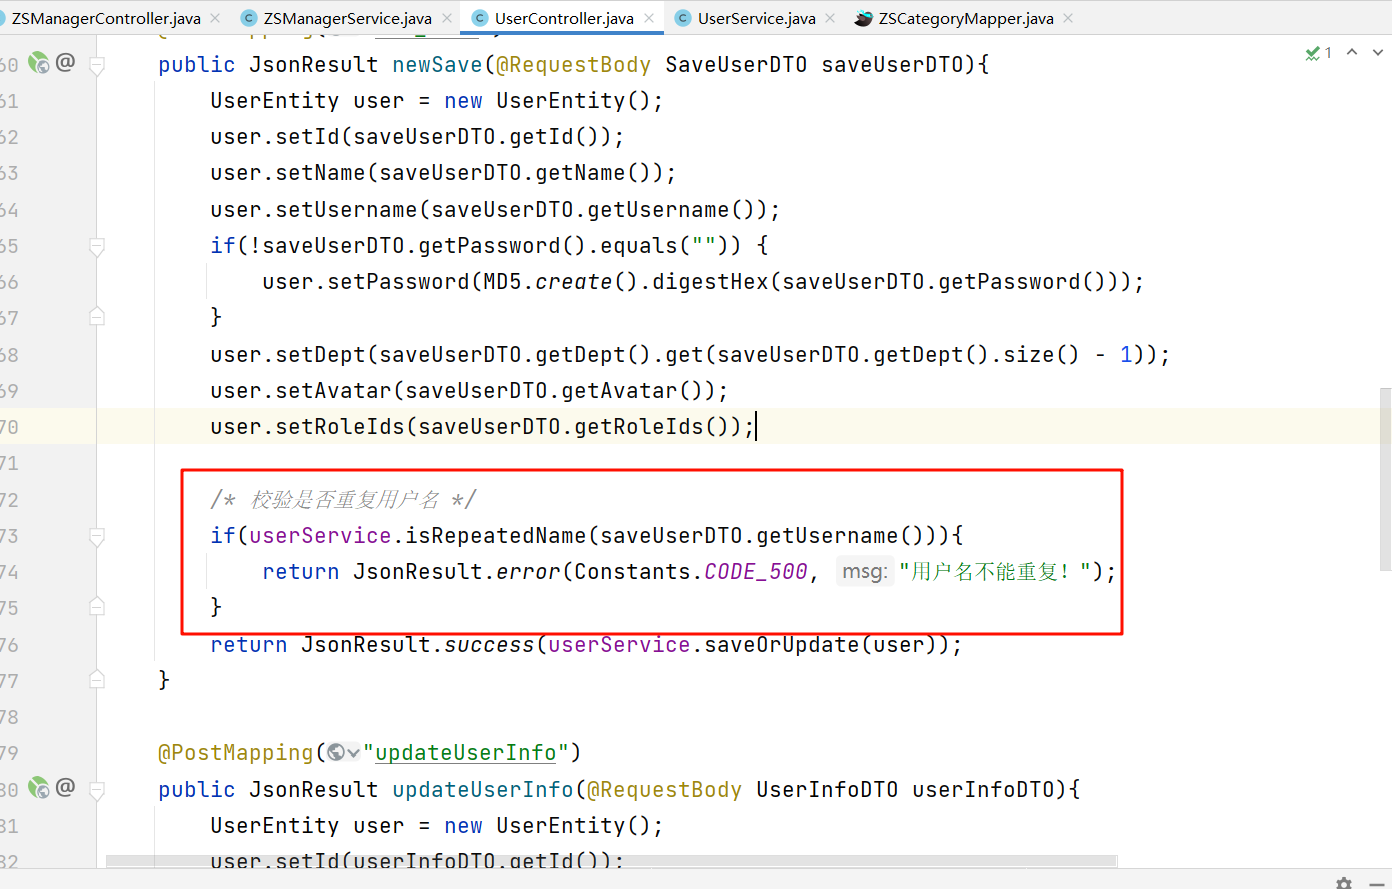 ZSManagerController.java ZSManagerService.java UserController.java UserService.java ZSCategoryMapper.java
60 @ public JsonResult newSave(@RequestBody SaveUserDTO saveUserDTO){ 1
61 UserEntity user = new UserEntity();
62 user.setId(saveUserDTO.getId());
63 user.setName(saveUserDTO.getName());
64 user.setUsername(saveUserDTO.getUsername());
65 if(!saveUserDTO.getPassword().equals("")) {
66 user.setPassword(MD5.create().digestHex(saveUserDTO.getPassword()));
67 }
68 user.setDept(saveUserDTO.getDept().get(saveUserDTO.getDept().size() - 1));
69 user.setAvatar(saveUserDTO.getAvatar());
70 user.setRoleIds(saveUserDTO.getRoleIds());
71
72 /* 校验是否重复用户名 */
73 if(userService.isRepeatedName(saveUserDTO.getUsername())){
74 return JsonResult.error(Constants.CODE_500, msg: "用户名不能重复！");
75 }
76 return JsonResult.success(userService.saveOrUpdate(user));
77 }
78
79 @PostMapping("updateUserInfo")
80 @ public JsonResult updateUserInfo(@RequestBody UserInfoDTO userInfoDTO){
81 UserEntity user = new UserEntity();
82 user.setId(userInfoDTO.getId());